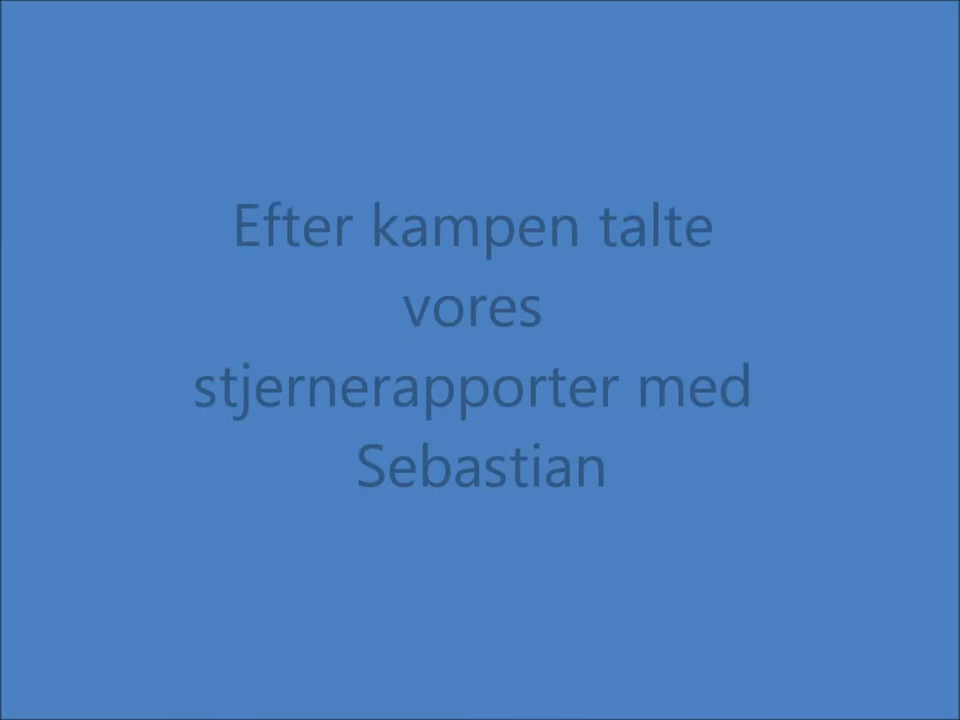 Efter kampen talte
vores
stjernerapporter med
Sebastian